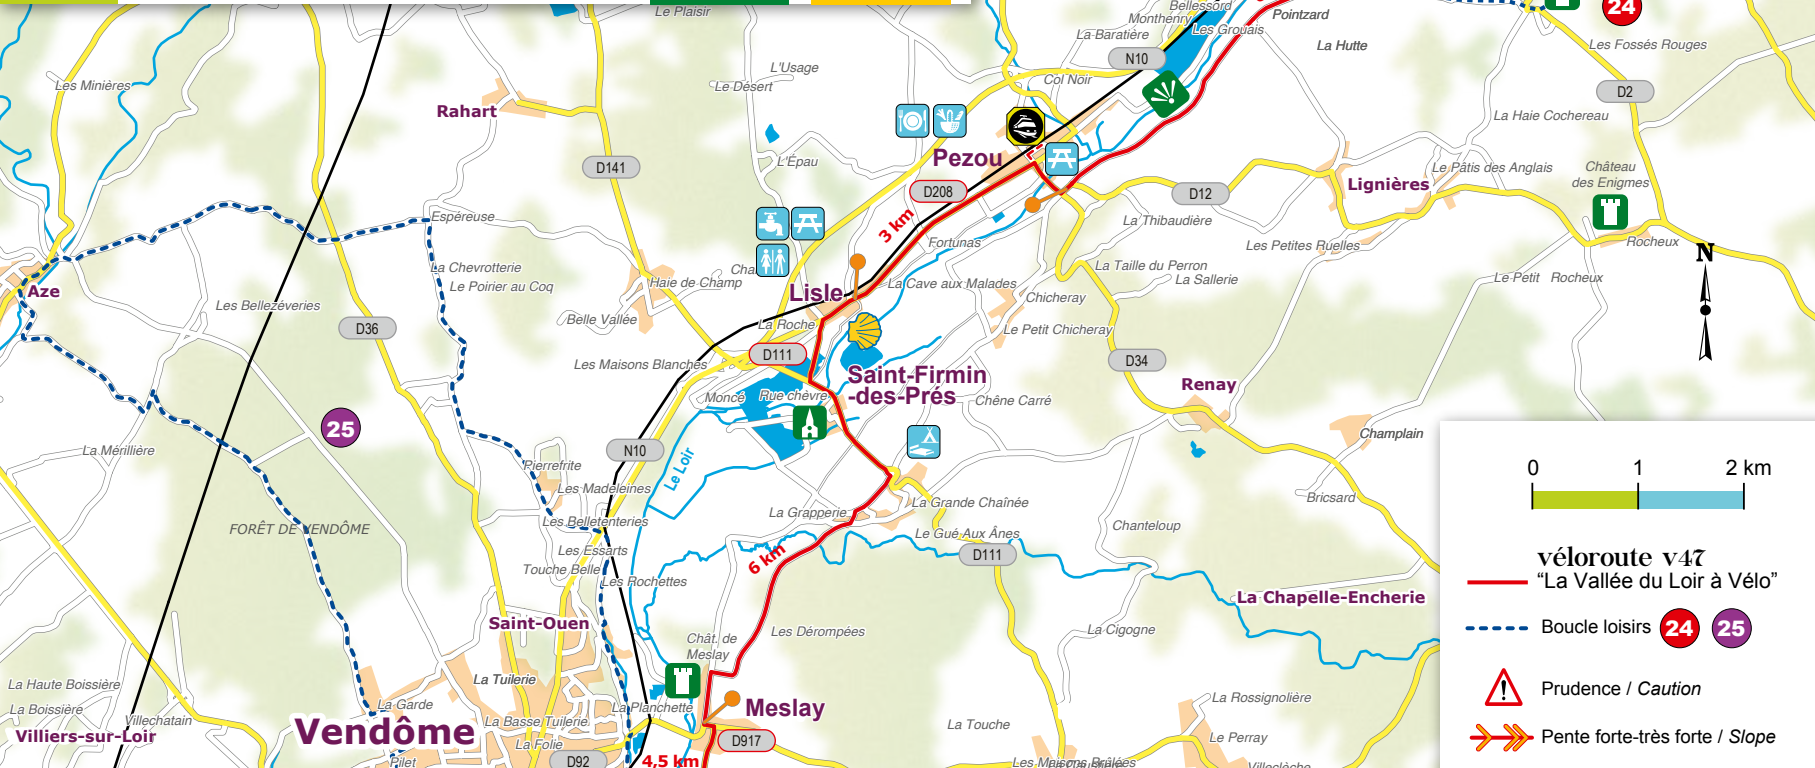 Le Plaisir
Bellessord
Monthenry
Les Grouais
Pointzard
24
La Baratière
La Hutte
Les Fossés Rouges
N10
L'Usage
Col Noir
Les Minières
Le Désert
D2
Rahart
La Haie Cochereau
Pezou
L'Épau
D141
Le Pâtis des Anglais
Château
des Enigmes
Lignières
D208
D12
Espéreuse
3 km
La Thibaudière
Fortunas
Les Petites Ruelles
Rocheux
N
La Chevrotterie
Cha
La Taille du Perron
La Sallerie
Le Petit Rocheux
Haie de Champ
Le Poirier au Coq
La Cave aux Malades
Aze
Lisle
Chicheray
Les Bellezéveries
Belle Vallée
La Roche
Le Petit Chicheray
D36
D111
Les Maisons Blanches
D34
Saint-Firmin
-des-Prés
Renay
Moncé
Rue chèvre
Chêne Carré
25
Champlain
La Mérillière
N10
Le Loir
Pierrefrite
Les Madeleines
Bricsard
La Grande Chaînée
La Grapperie
Les Belletenteries
FORÊT DE VENDÔME
Chanteloup
Le Gué Aux Ânes
Les Essarts
6 km
D111
Touche Belle
Les Rochettes
La Chapelle-Encherie
Saint-Ouen
La Cigogne
Les Dérompées
Chât. de
Meslay
La Tuilerie
La Haute Boissière
La Boissière
La Garde
La Rossignolière
La Planchette
Meslay
Villechatain
La Basse Tuilerie
La Touche
Villiers-sur-Loir
Vendôme
La Folie
D917
Le Perray
Pilet
D92
4,5 km
Les Maisons Brûlées
Villeclèche
0 1 2 km
véloroute v47
“La Vallée du Loir à Vélo”
Boucle loisirs 24 25
Prudence / Caution
Pente forte-très forte / Slope